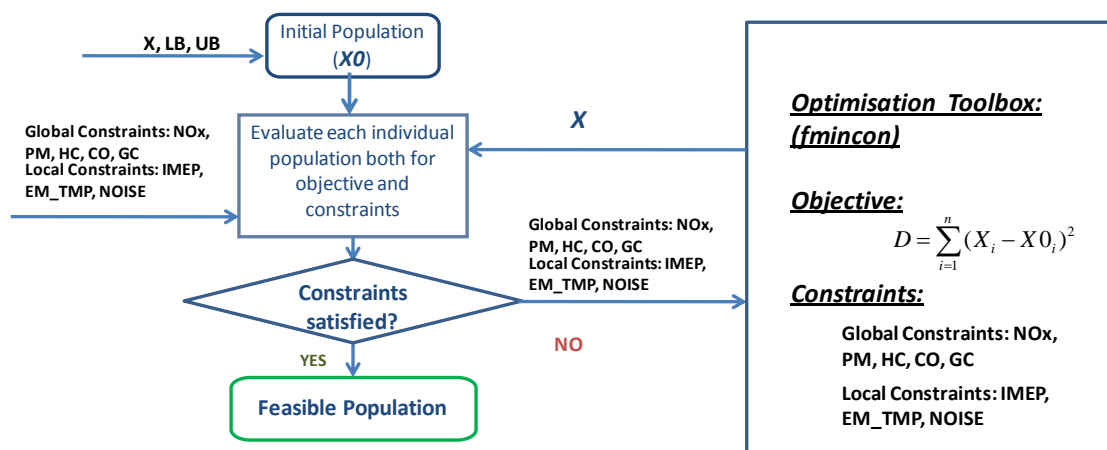 X, LB, UB
Initial Population
(X0)
Global Constraints: NOx,
PM, HC, CO, GC
Local Constraints: IMEP,
EM_TMP, NOISE
Evaluate each individual
population both for
objective and
constraints
X
Global Constraints: NOx,
PM, HC, CO, GC
Local Constraints: IMEP,
EM_TMP, NOISE
Constraints
satisfied?
YES
NO
Feasible Population
Optimisation Toolbox:
(fmincon)
Objective:
D = \sum_{i=1}^{n} (X_i - X0_i)^2
Constraints:
Global Constraints: NOx,
PM, HC, CO, GC
Local Constraints: IMEP,
EM_TMP, NOISE